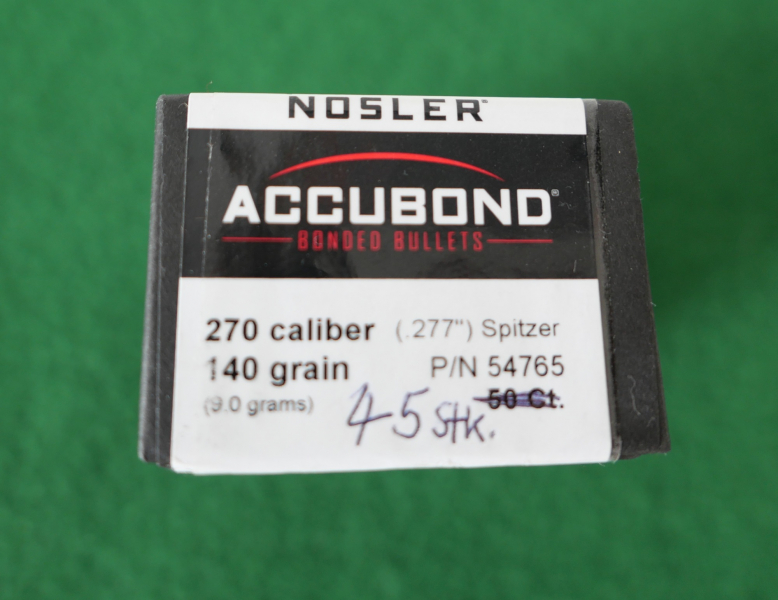 NOSLER®
ACCUBOND®
BONDED BULLETS
270 caliber (.277") Spitzer
140 grain P/N 54765
(9.0 grams) 45 Stk. 50 Ct.